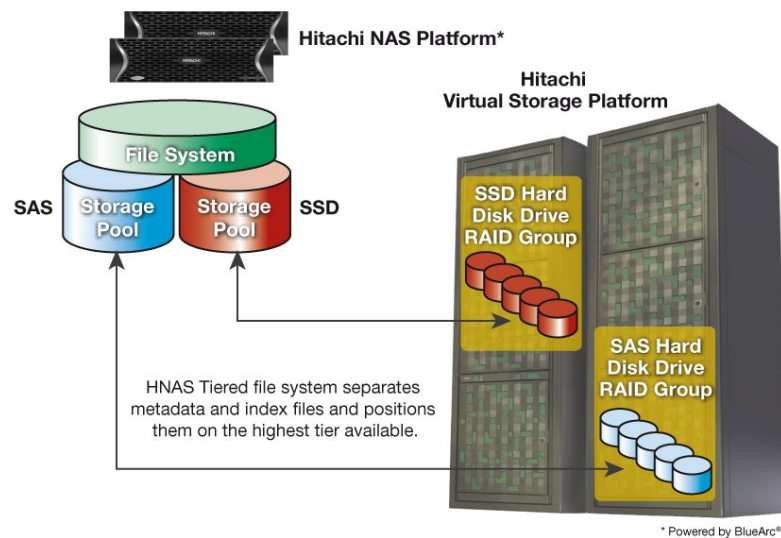 Hitachi NAS Platform*
HITACHI
HITACHI
Hitachi
Virtual Storage Platform
File System
SAS
Storage
Pool
Storage
Pool
SSD
SSD Hard
Disk Drive
RAID Group
SAS Hard
Disk Drive
RAID Group
HNAS Tiered file system separates
metadata and index files and positions
them on the highest tier available.
* Powered by BlueArc®